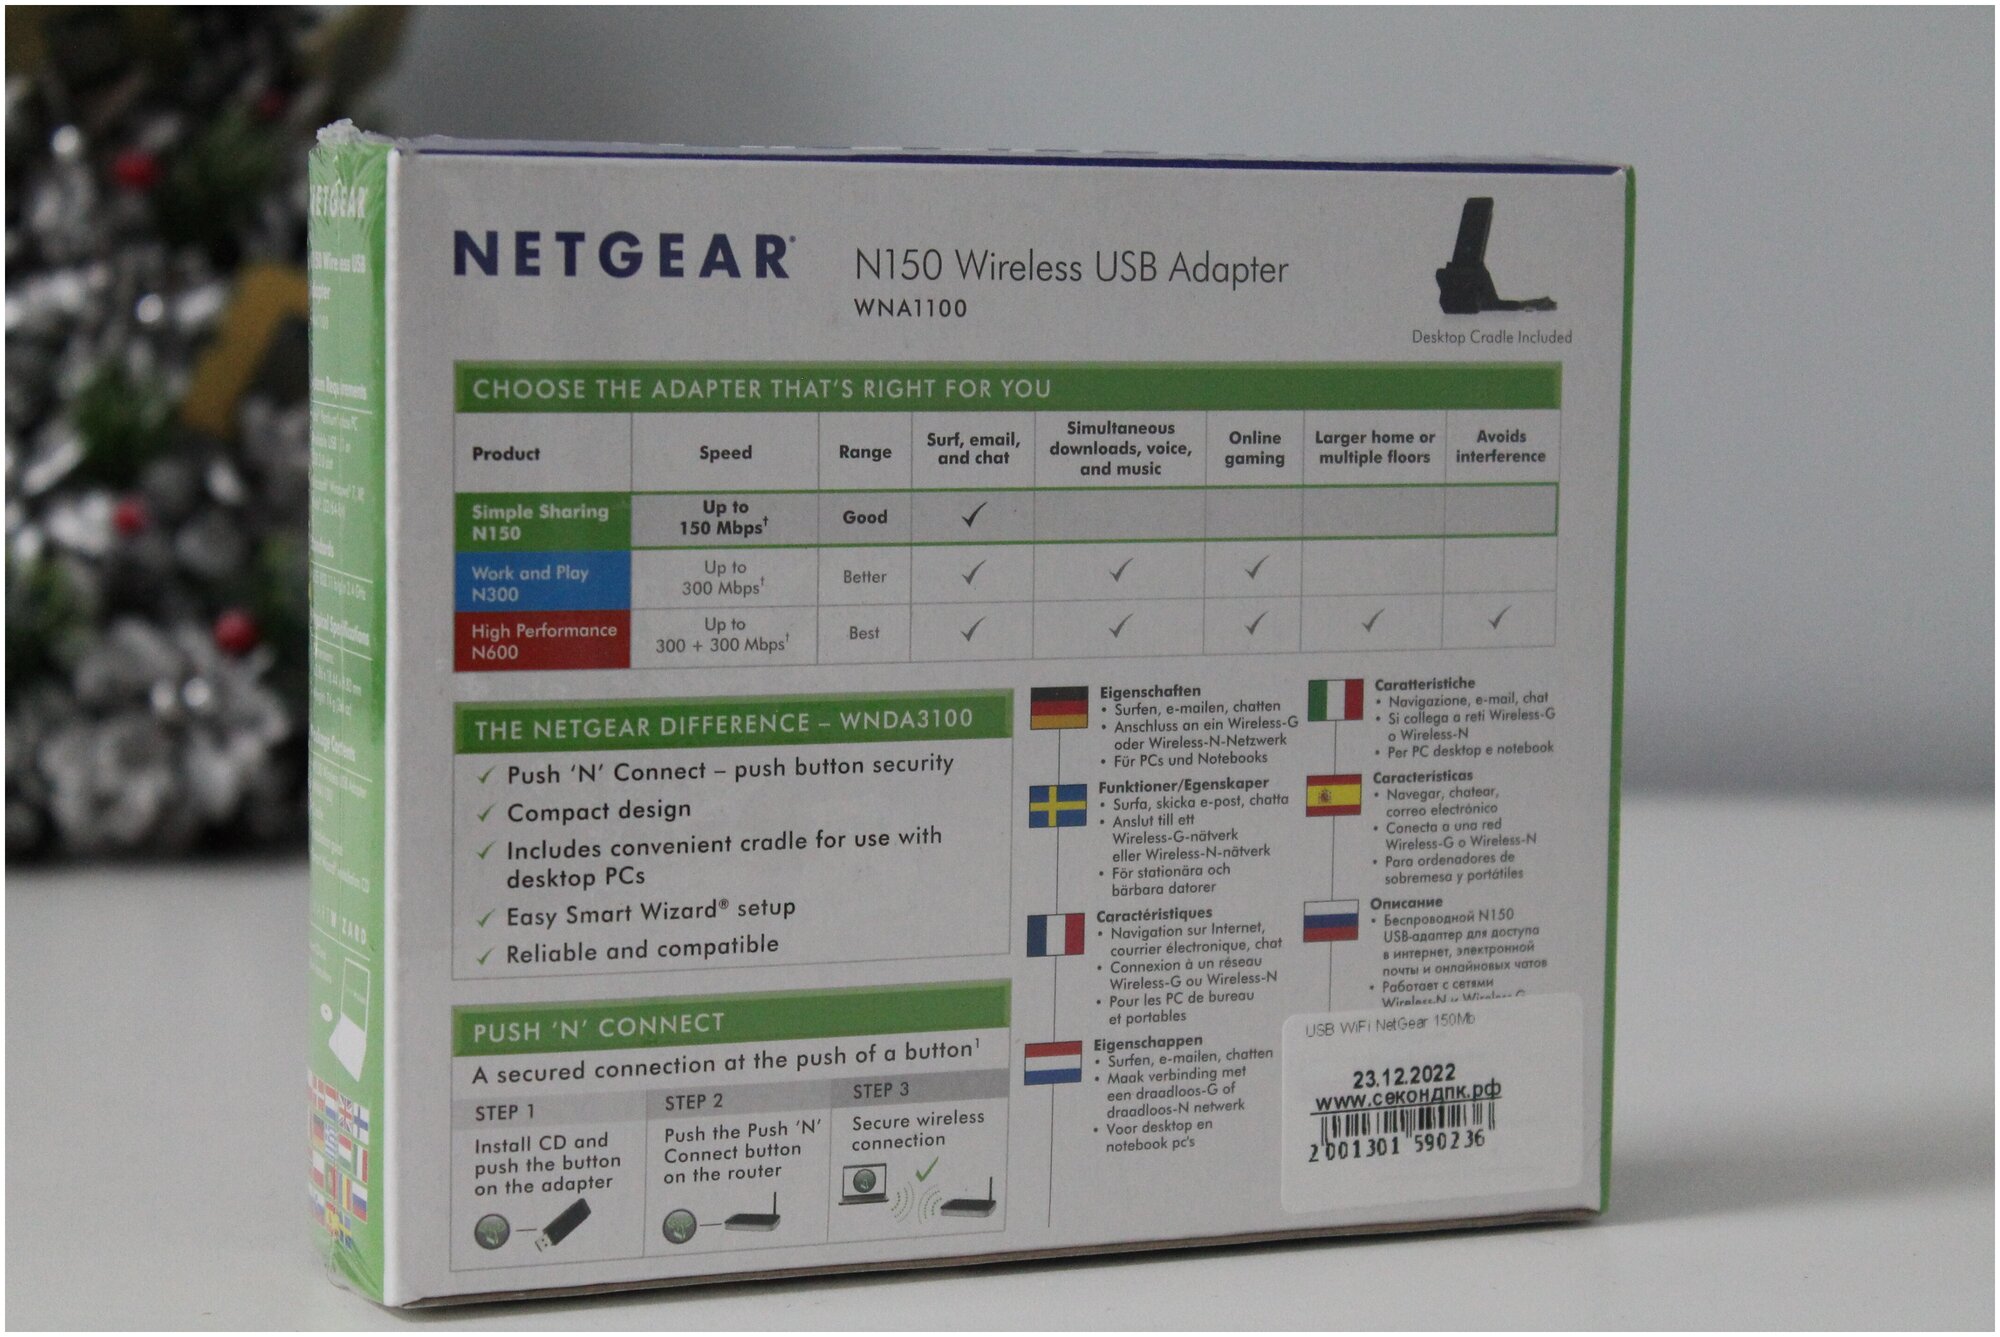 NETGEAR®
N150 Wireless USB Adapter
WNA1100
Desktop Cradle Included
CHOOSE THE ADAPTER THAT'S RIGHT FOR YOU
Product
Speed
Range
Surf, email,
and chat
Simultaneous
downloads, voice,
and music
Online
gaming
Larger home or
multiple floors
Avoids
interference
Simple Sharing
N150
Up to
150 Mbps†
Good
✓
Work and Play
N300
Up to
300 Mbps†
Better
✓ ✓ ✓
High Performance
N600
Up to
300 + 300 Mbps†
Best
✓ ✓ ✓ ✓ ✓
THE NETGEAR DIFFERENCE – WNDA3100
✓ Push 'N' Connect – push button security
✓ Compact design
✓ Includes convenient cradle for use with
desktop PCs
✓ Easy Smart Wizard® setup
✓ Reliable and compatible
PUSH 'N' CONNECT
A secured connection at the push of a button¹
STEP 1
Install CD and
push the button
on the adapter
STEP 2
Push the Push 'N'
Connect button
on the router
STEP 3
Secure wireless
connection
Eigenschaften
• Surfen, e-mailen, chatten
• Anschluss an ein Wireless-G
oder Wireless-N-Netzwerk
• Für PCs und Notebooks
Funktioner/Egenskaper
• Surfa, skicka e-post, chatta
• Anslut till ett
Wireless-G-nätverk
eller Wireless-N-nätverk
• För stationära och
bärbara datorer
Caractéristiques
• Navigation sur Internet,
courrier électronique, chat
• Connexion à un réseau
Wireless-G ou Wireless-N
• Pour les PC de bureau
et portables
Eigenschappen
• Surfen, e-mailen, chatten
• Maak verbinding met
een draadloos-G of
draadloos-N netwerk
• Voor desktop en
notebook pc's
Caratteristiche
• Navigazione, e-mail, chat
• Si collega a reti Wireless-G
o Wireless-N
• Per PC desktop e notebook
Características
• Navegar, chatear,
correo electrónico
• Conecta a una red
Wireless-G o Wireless-N
• Para ordenadores de
sobremesa y portátiles
Описание
• Беспроводной N150
USB-адаптер для доступа
в интернет, электронной
почты и онлайновых чатов
• Работает с сетями
Wireless-N и Wireless-G
USB WiFi NetGear 150Mb
23.12.2022
www.секондпк.рф
2 001301 590236
NETGEAR